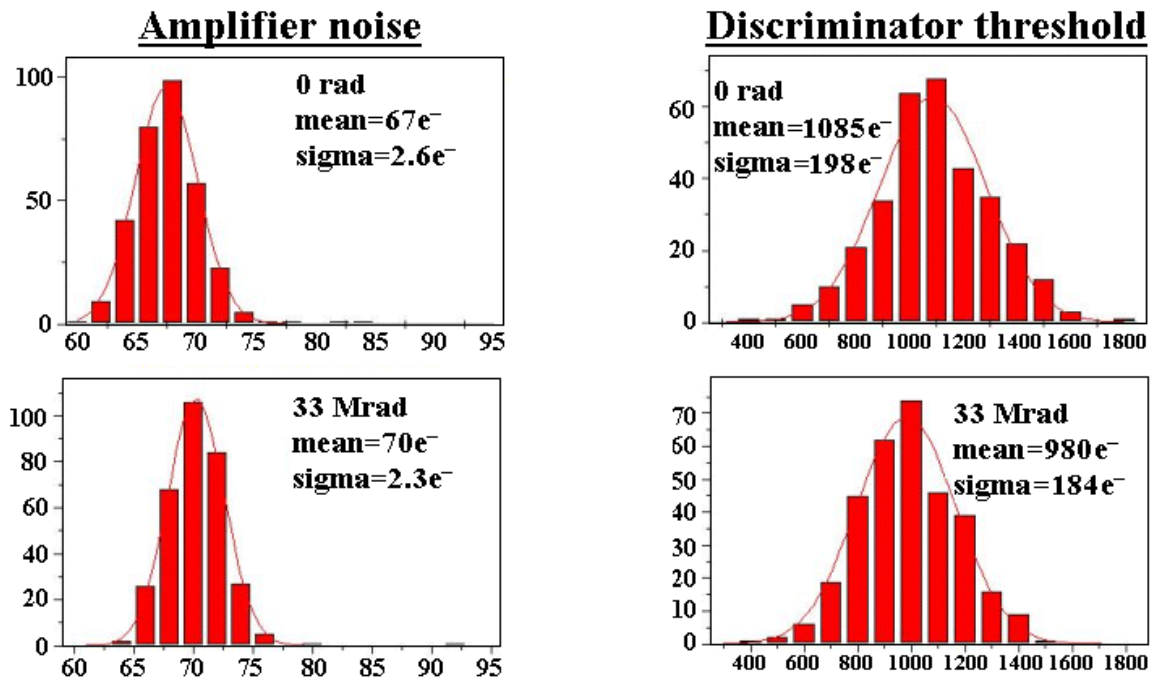 Amplifier noise
100
50
0
0 rad
mean=67e⁻
sigma=2.6e⁻
60 65 70 75 80 85 90 95
100
80
60
40
20
0
33 Mrad
mean=70e⁻
sigma=2.3e⁻
60 65 70 75 80 85 90 95
Discriminator threshold
60
40
20
0
0 rad
mean=1085e⁻
sigma=198e⁻
400 600 800 1000 1200 1400 1600 1800
70
60
50
40
30
20
10
0
33 Mrad
mean=980e⁻
sigma=184e⁻
400 600 800 1000 1200 1400 1600 1800